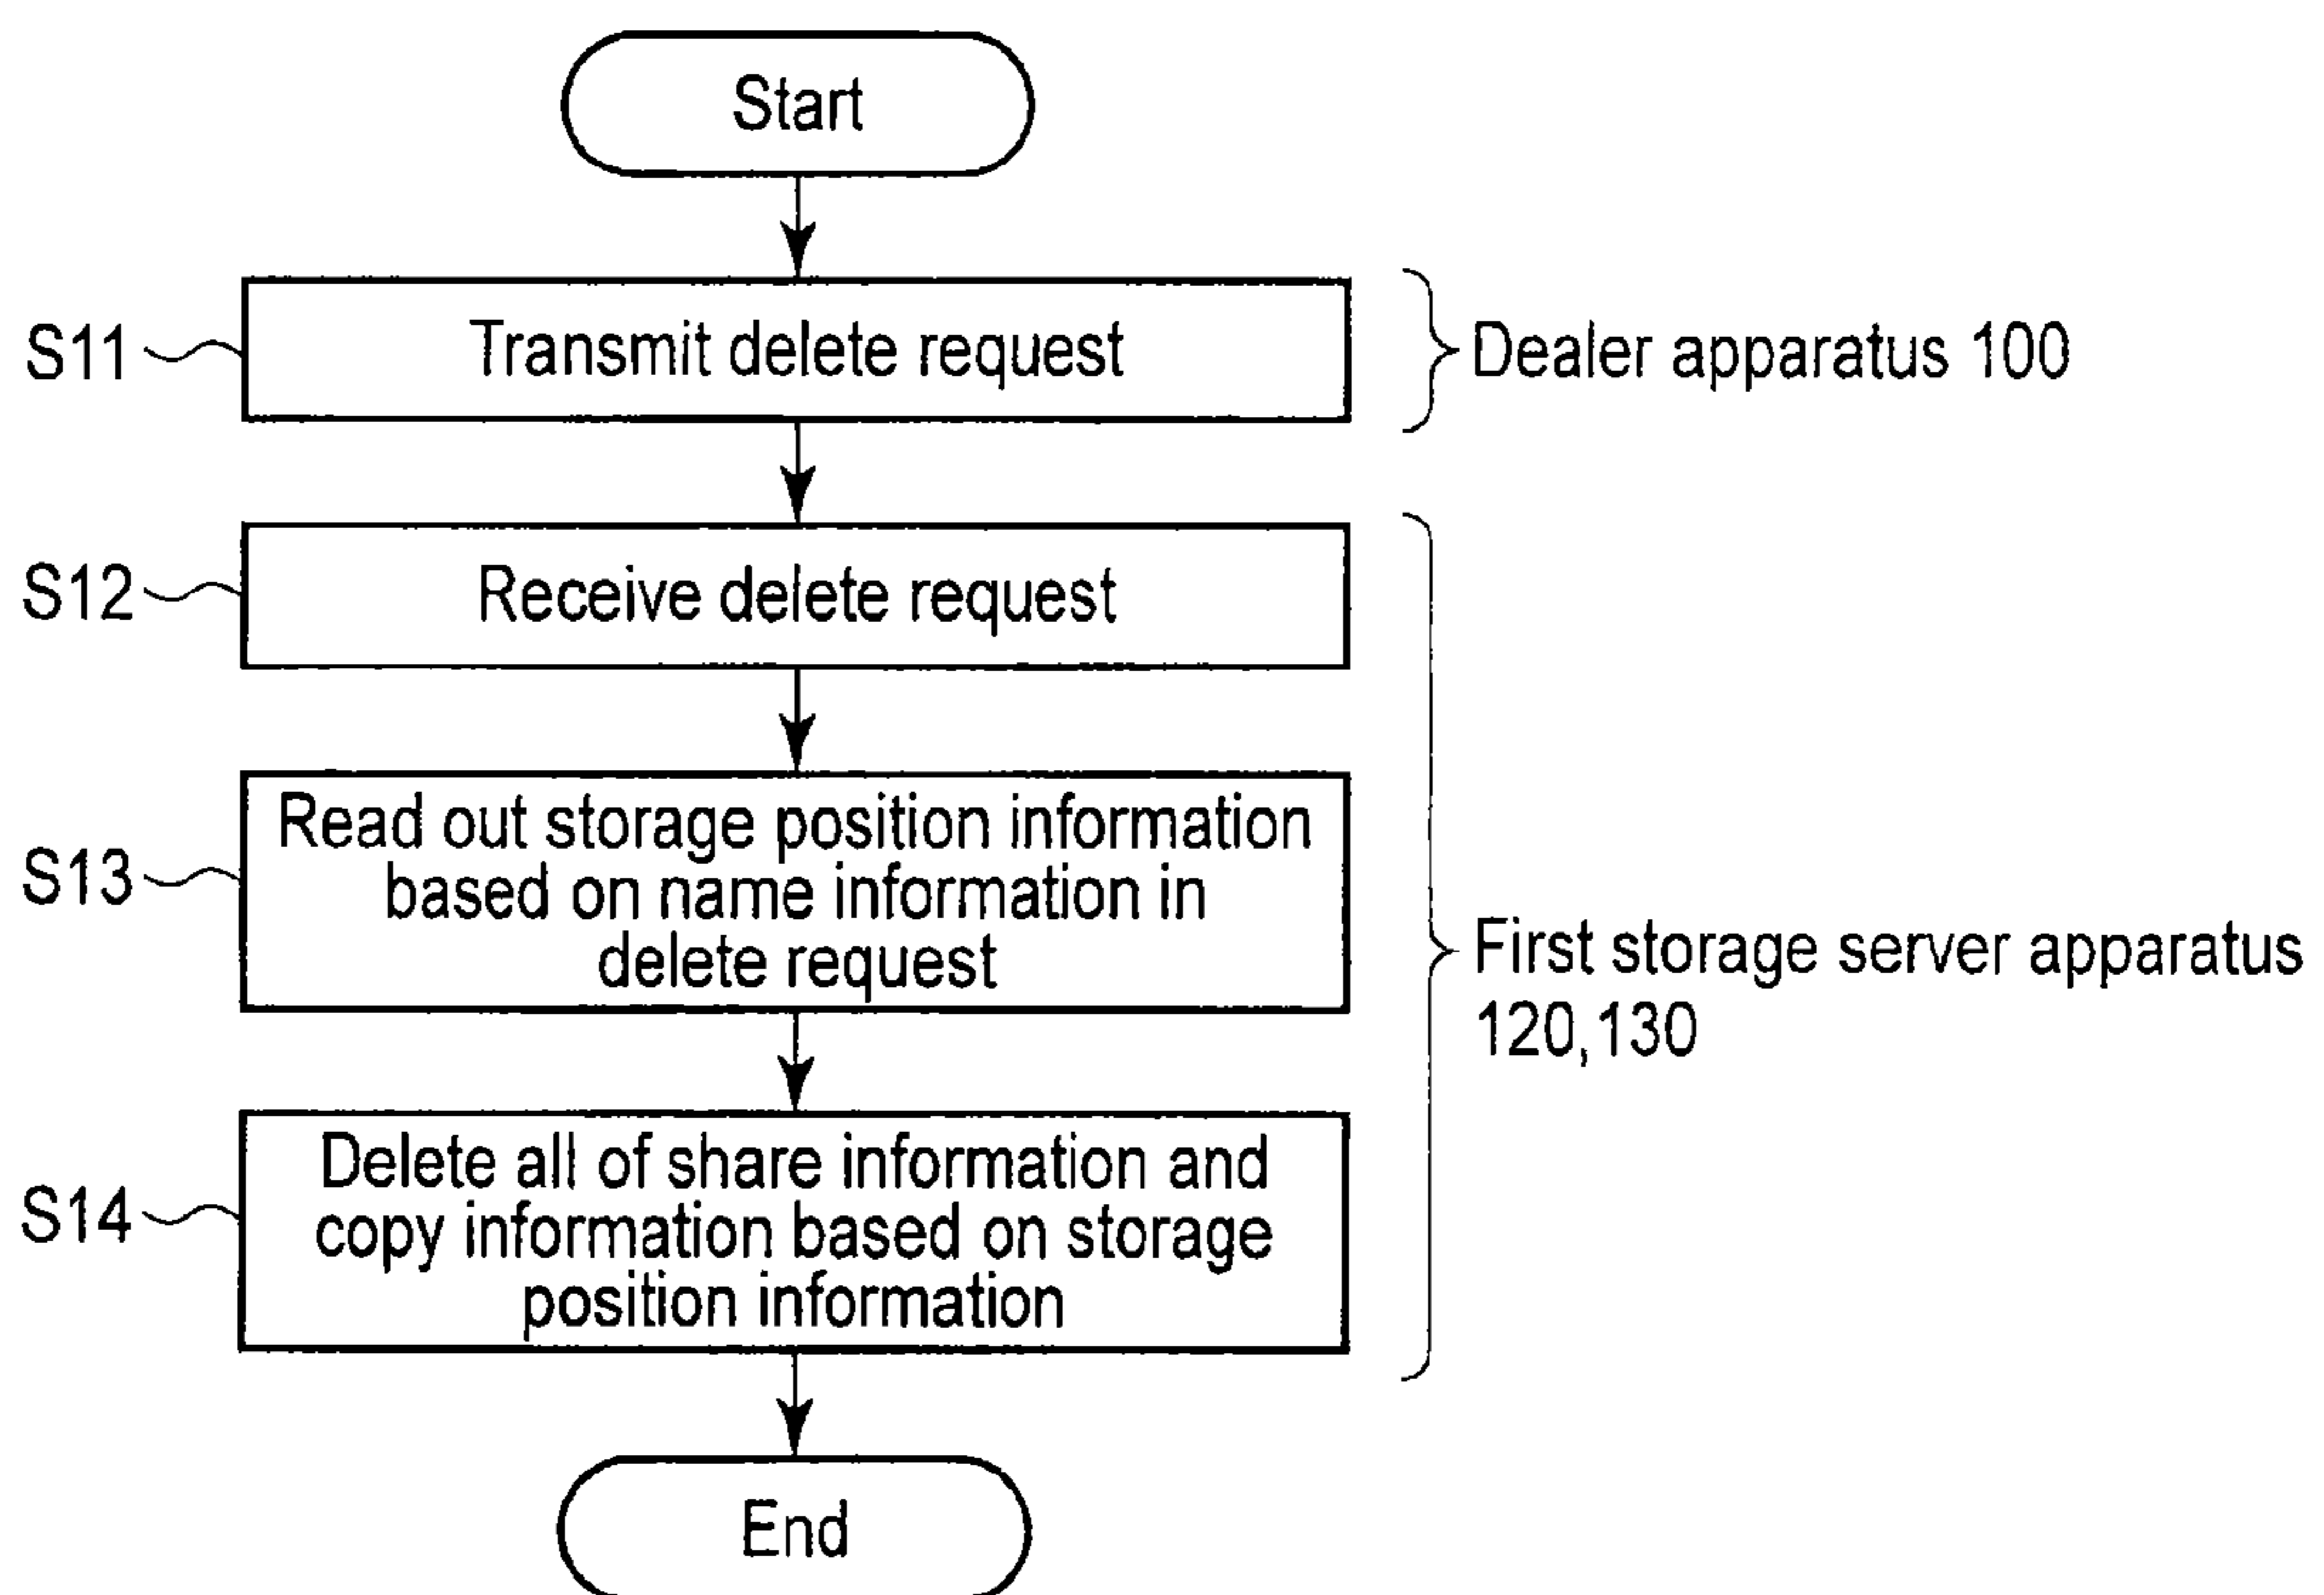 Start
S11
Transmit delete request
Dealer apparatus 100
S12
Receive delete request
S13
Read out storage position information
based on name information in
delete request
First storage server apparatus
120,130
S14
Delete all of share information and
copy information based on storage
position information
End